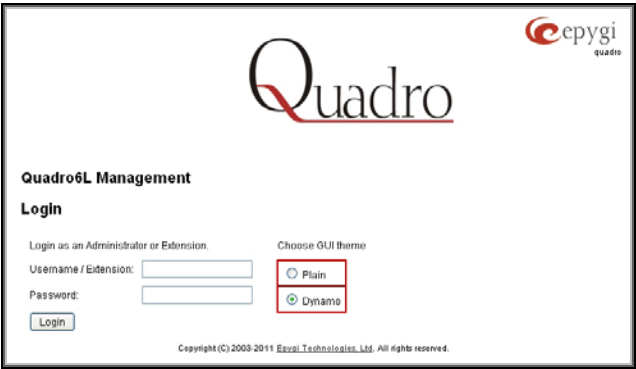 epygi
quadro
Quadro
Quadro6L Management
Login
Login as an Administrator or Extension.
Choose GUI theme
Username / Extension:
Plain
Password:
Dynamo
Login
Copyright (C) 2003-2011 Epygi Technologies, Ltd. All rights reserved.